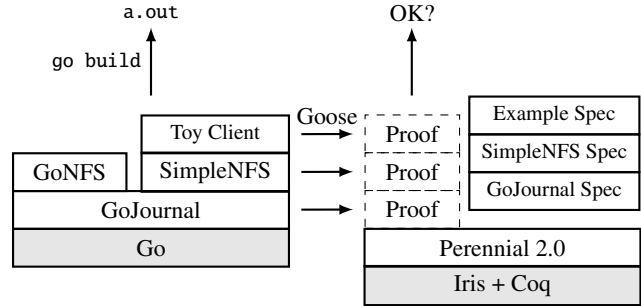 a.out
OK?
go build
Goose
Toy Client
Proof
Example Spec
GoNFS
SimpleNFS
Proof
SimpleNFS Spec
GoJournal
Proof
GoJournal Spec
Go
Perennial 2.0
Iris + Coq